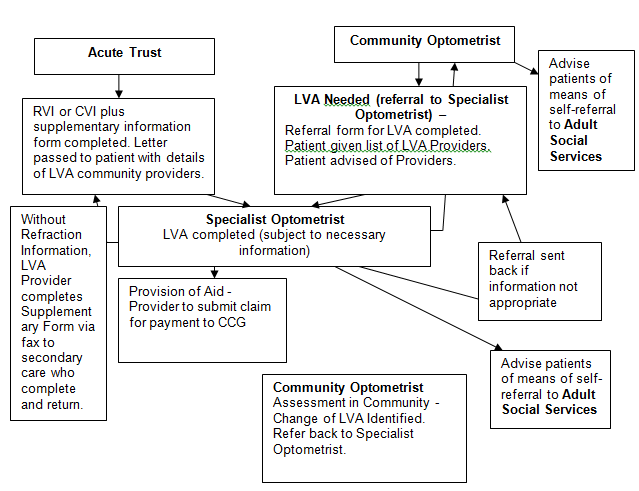 Acute Trust
Community Optometrist
Advise
patients of
means of
self-referral
to Adult
Social
Services
RVI or CVI plus
supplementary information
form completed. Letter
passed to patient with details
of LVA community providers.
LVA Needed (referral to Specialist
Optometrist) –
Referral form for LVA completed.
Patient given list of LVA Providers.
Patient advised of Providers.
Without
Refraction
Information,
LVA
Provider
completes
Supplement
ary Form via
fax to
secondary
care who
complete
and return.
Specialist Optometrist
LVA completed (subject to necessary
information)
Referral sent
back if
information not
appropriate
Provision of Aid -
Provider to submit claim
for payment to CCG
Advise patients
of means of self-
referral to Adult
Social Services
Community Optometrist
Assessment in Community -
Change of LVA Identified.
Refer back to Specialist
Optometrist.